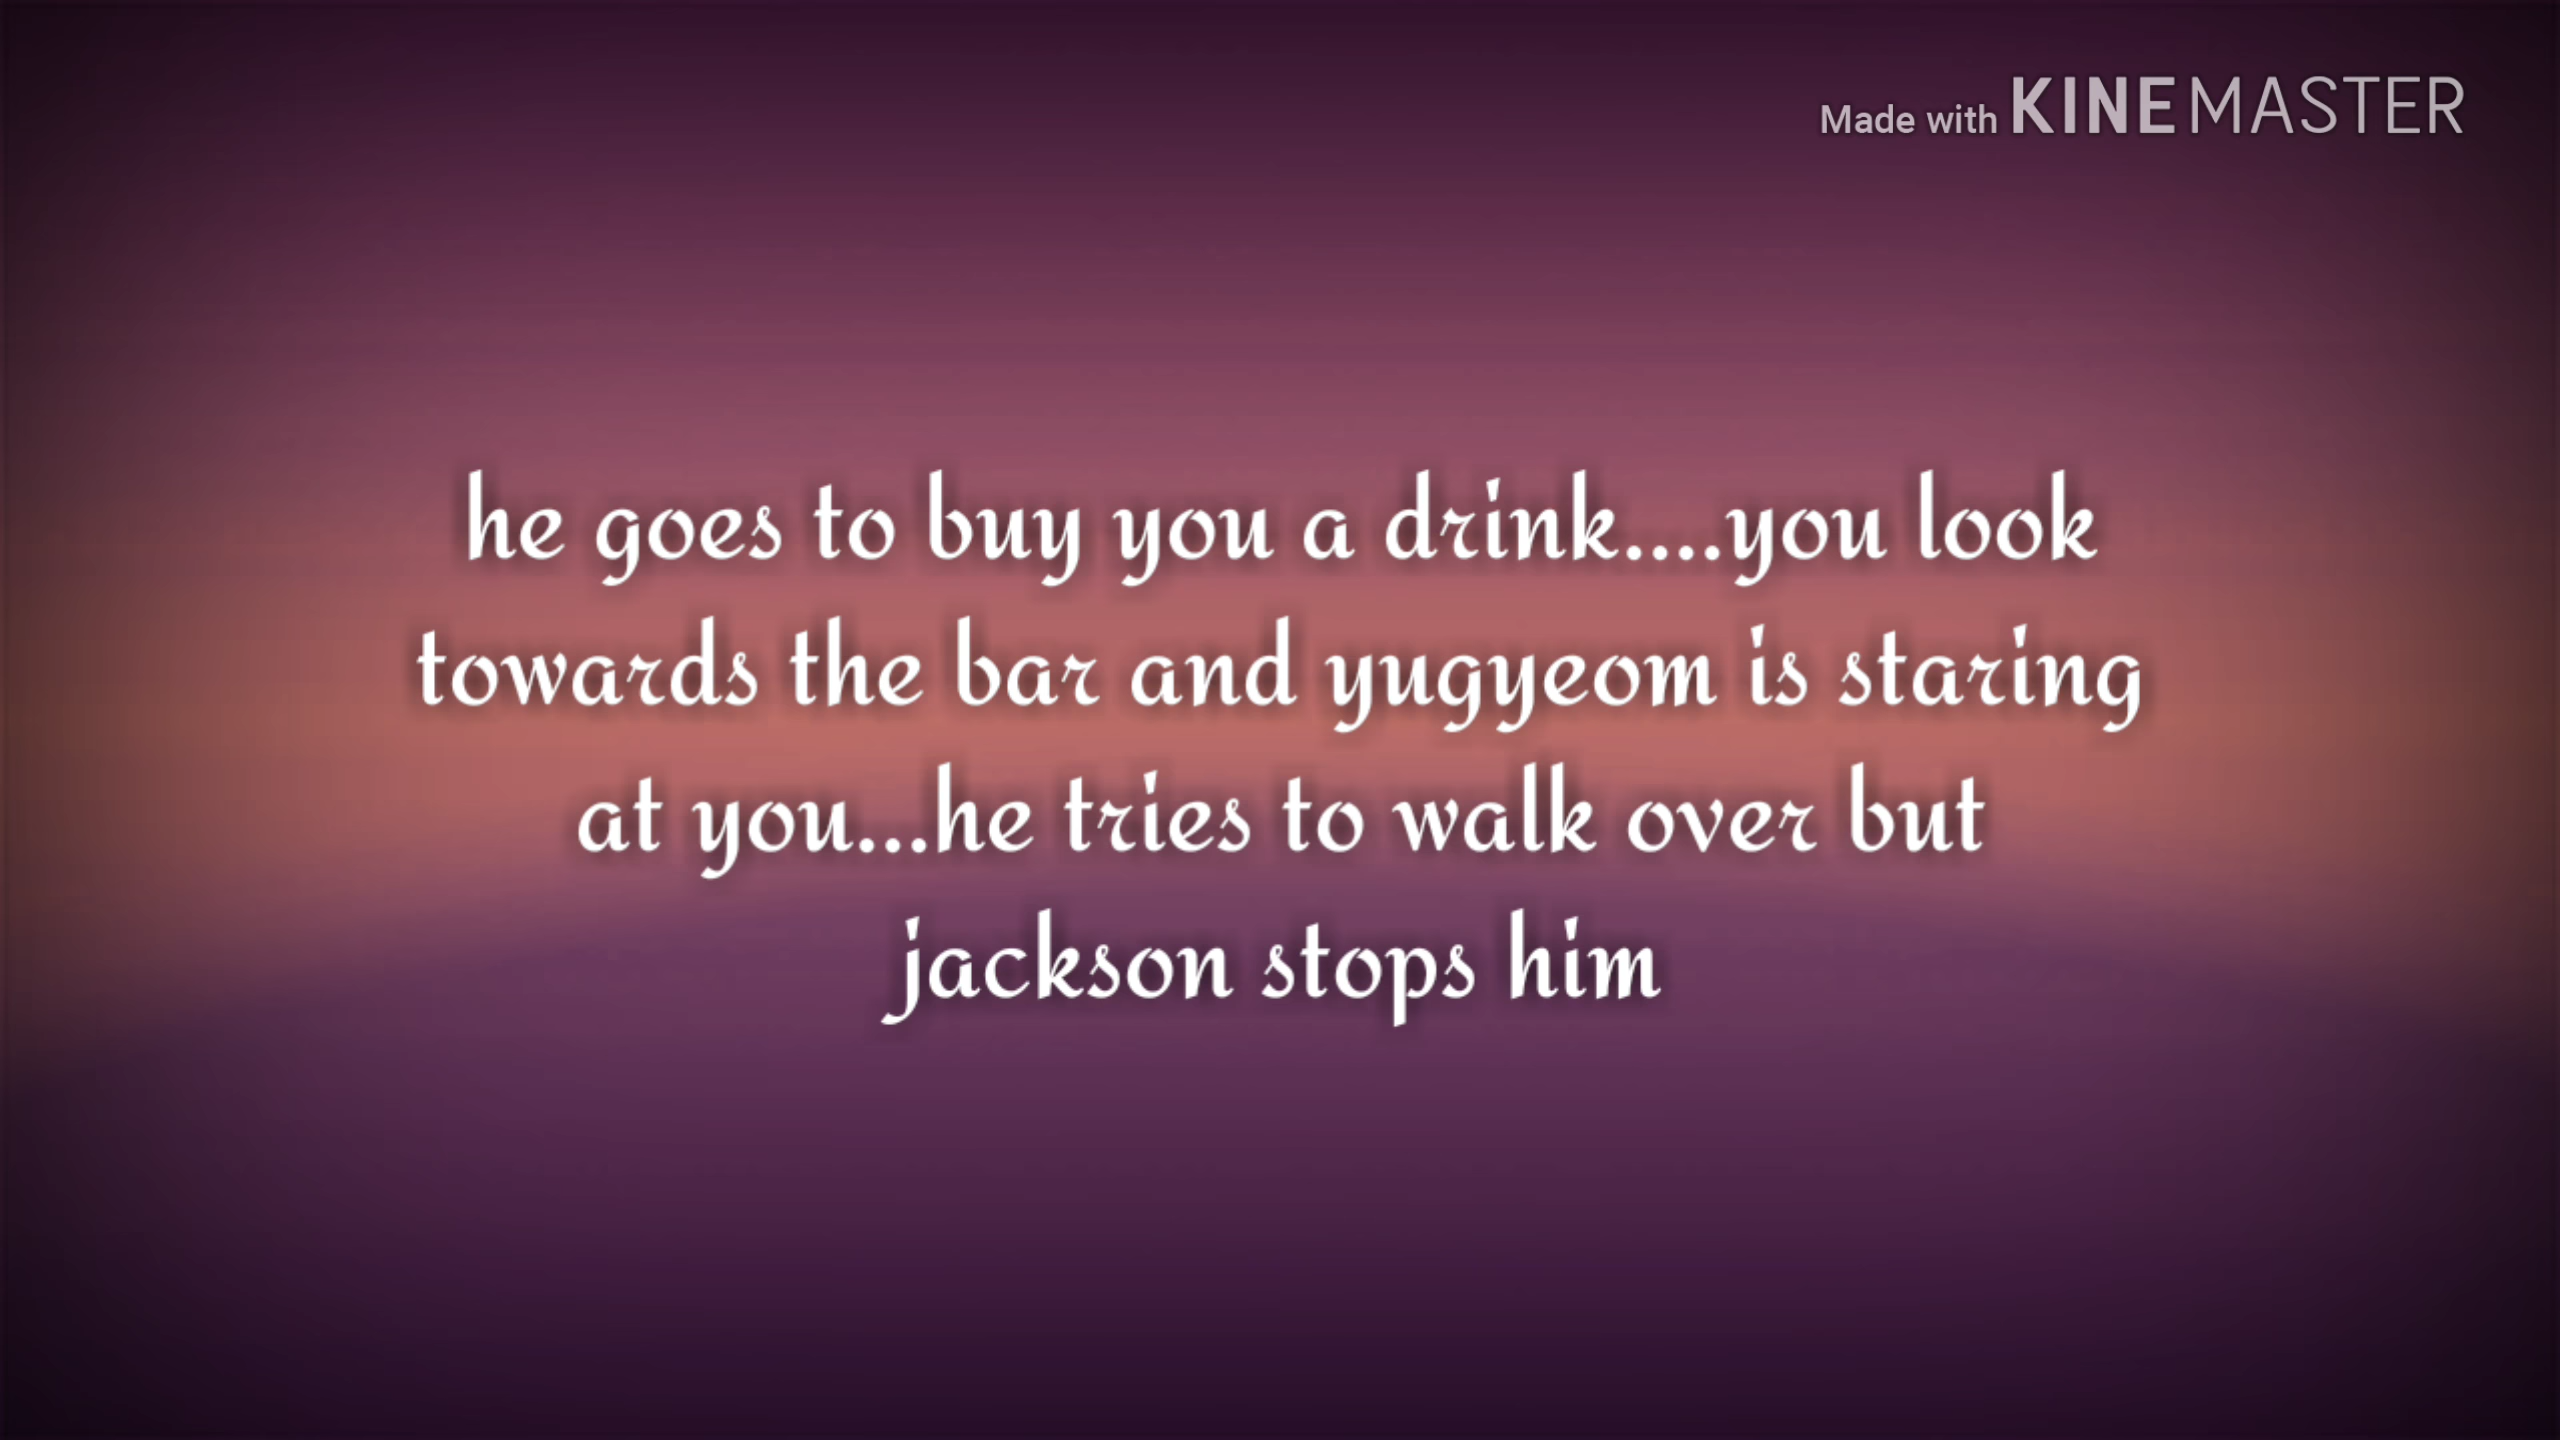 Made with KINEMASTER
he goes to buy you a drink....you look
towards the bar and yugyeom is staring
at you...he tries to walk over but
jackson stops him